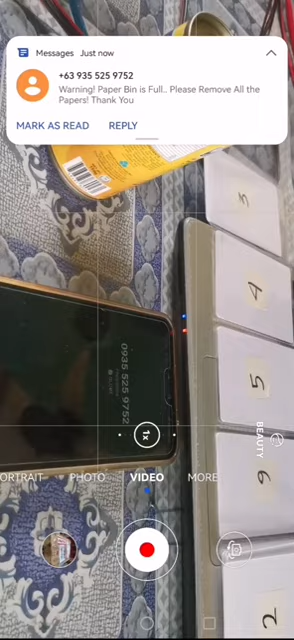 Messages Just now
+63 935 525 9752
Warning! Paper Bin is Full.. Please Remove All the
Papers! Thank You
MARK AS READ REPLY
3
4
5
6
2
0935 525 9752
1x
BEAUTY
ORTRAIT PHOTO VIDEO MORE